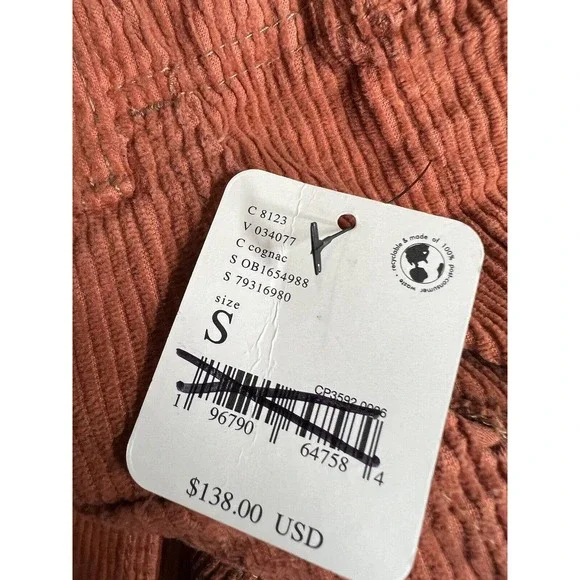 C 8123
V 034077
C cognac
S OB1654988
S 79316980
size
S
recyclable & made of 100% post-consumer waste
CP3592 0026
1 96790 64758 4
$138.00 USD